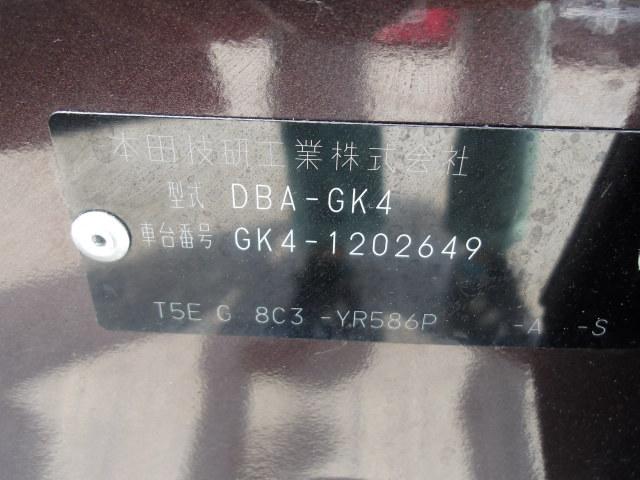 本田技研工業株式会社
型式 DBA-GK4
車台番号 GK4-1202649
T5E G 8C3 -YR586P -A -S